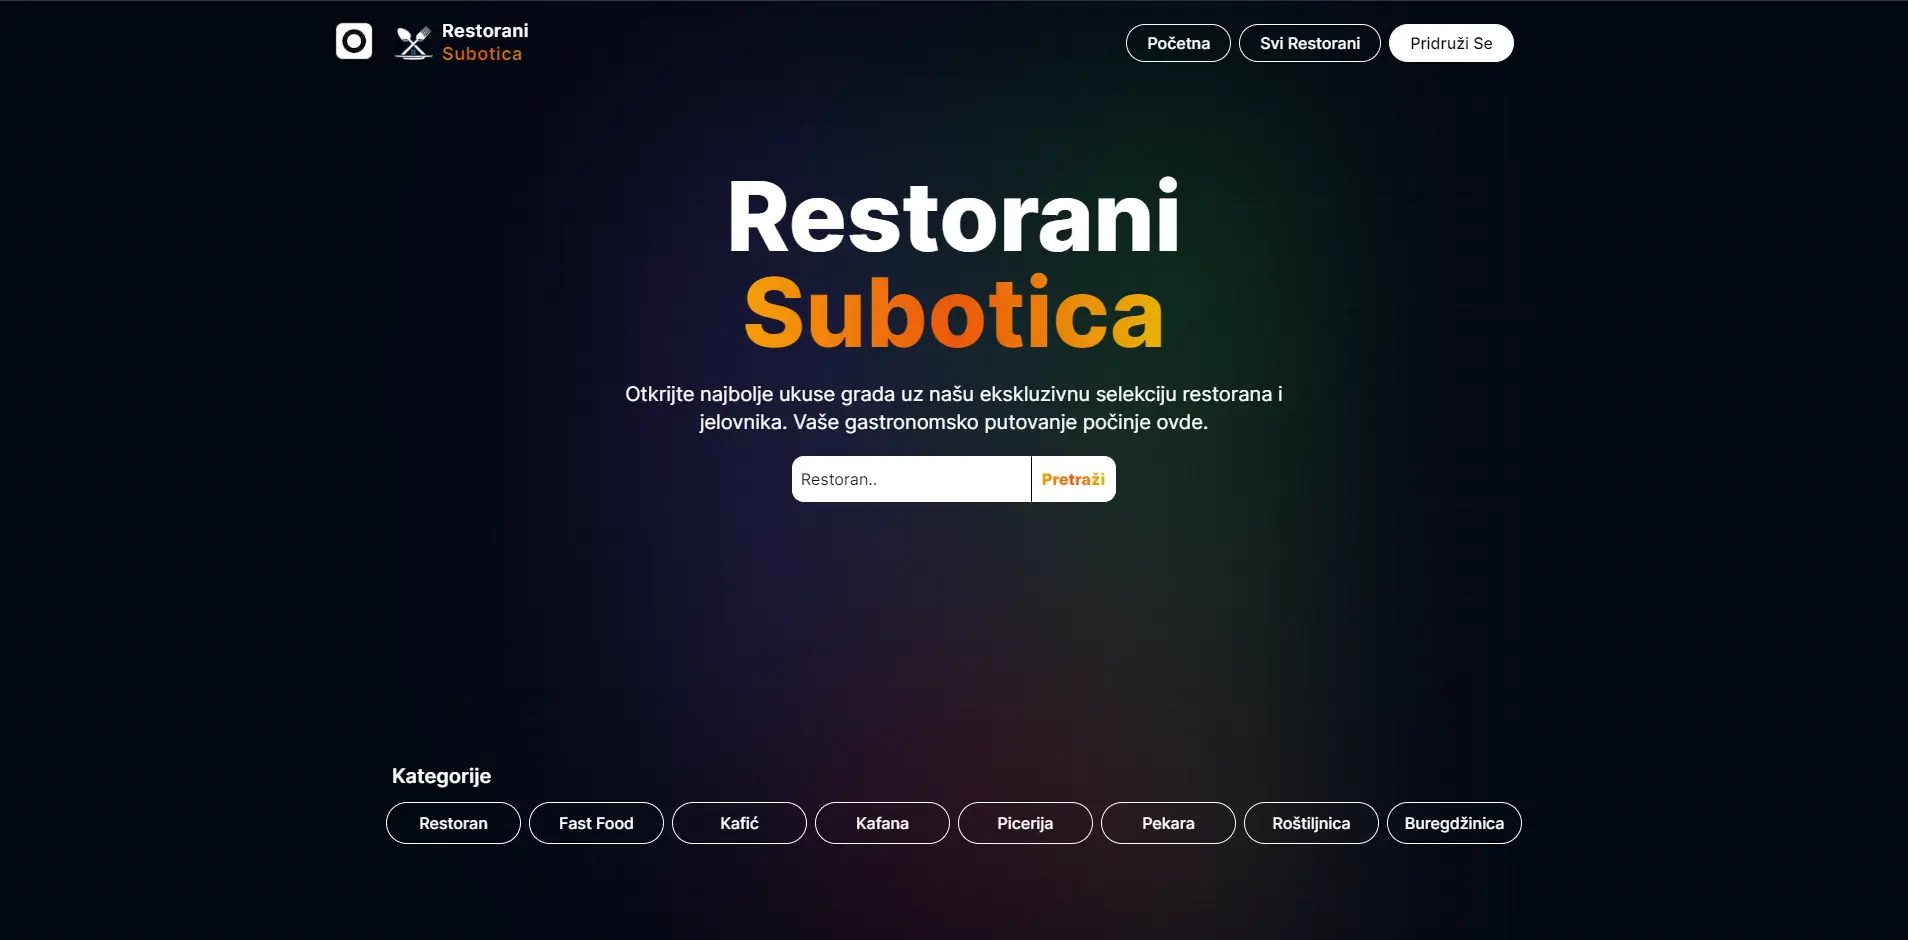 Restorani
Subotica
Početna
Svi Restorani
Pridruži Se
Restorani
Subotica
Otkrijte najbolje ukuse grada uz našu ekskluzivnu selekciju restorana i
jelovnika. Vaše gastronomsko putovanje počinje ovde.
Restoran..
Pretraži
Kategorije
Restoran
Fast Food
Kafić
Kafana
Picerija
Pekara
Roštiljnica
Buregdžinica